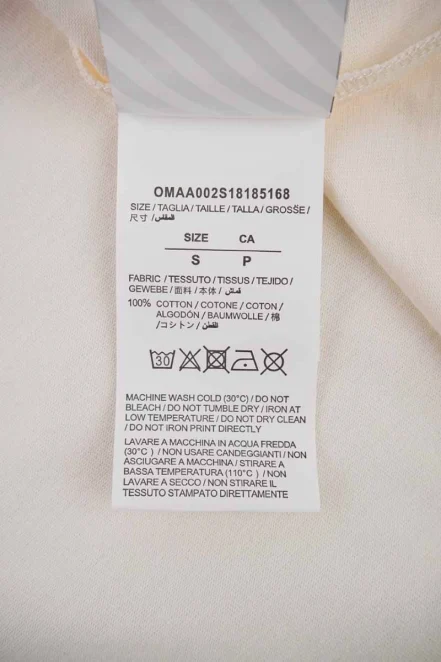 OMAA002S18185168
SIZE / TAGLIA / TAILLE / TALLA / GROSSE /
尺寸 / المقاس
SIZE CA
S P
FABRIC / TESSUTO / TISSUS / TEJIDO /
GEWEBE / 面料 / 本体 / قماش
100% COTTON / COTONE / COTON /
ALGODÓN / BAUMWOLLE / 棉
/ コシトン / القطن
30
MACHINE WASH COLD (30°C) / DO NOT
BLEACH / DO NOT TUMBLE DRY / IRON AT
LOW TEMPERATURE / DO NOT DRY CLEAN
/ DO NOT IRON PRINT DIRECTLY
LAVARE A MACCHINA IN ACQUA FREDDA
(30°C ) / NON USARE CANDEGGIANTI / NON
ASCIUGARE A MACCHINA / STIRARE A
BASSA TEMPERATURA (110°C ) / NON
LAVARE A SECCO / NON STIRARE IL
TESSUTO STAMPATO DIRETTAMENTE